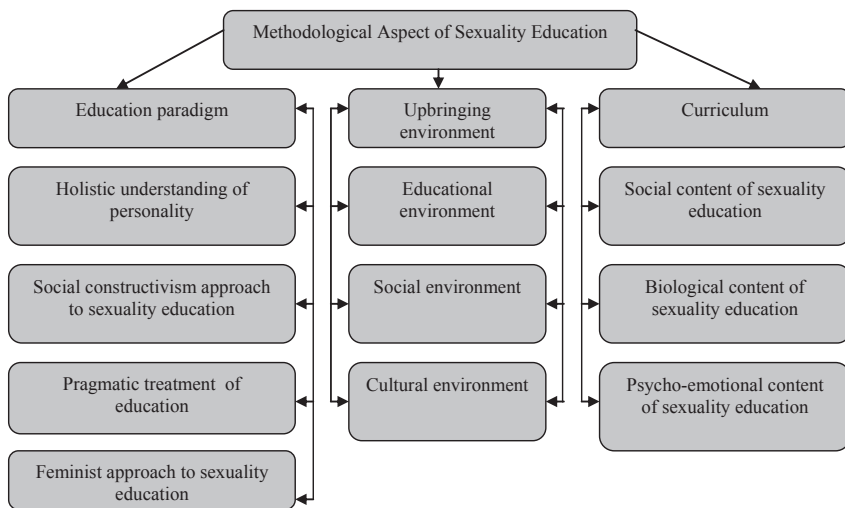 Methodological Aspect of Sexuality Education
Education paradigm
Holistic understanding of
personality
Social constructivism approach
to sexuality education
Pragmatic treatment of
education
Feminist approach to sexuality
education
Upbringing
environment
Educational
environment
Social environment
Cultural environment
Curriculum
Social content of sexuality
education
Biological content of
sexuality education
Psycho-emotional content
of sexuality education